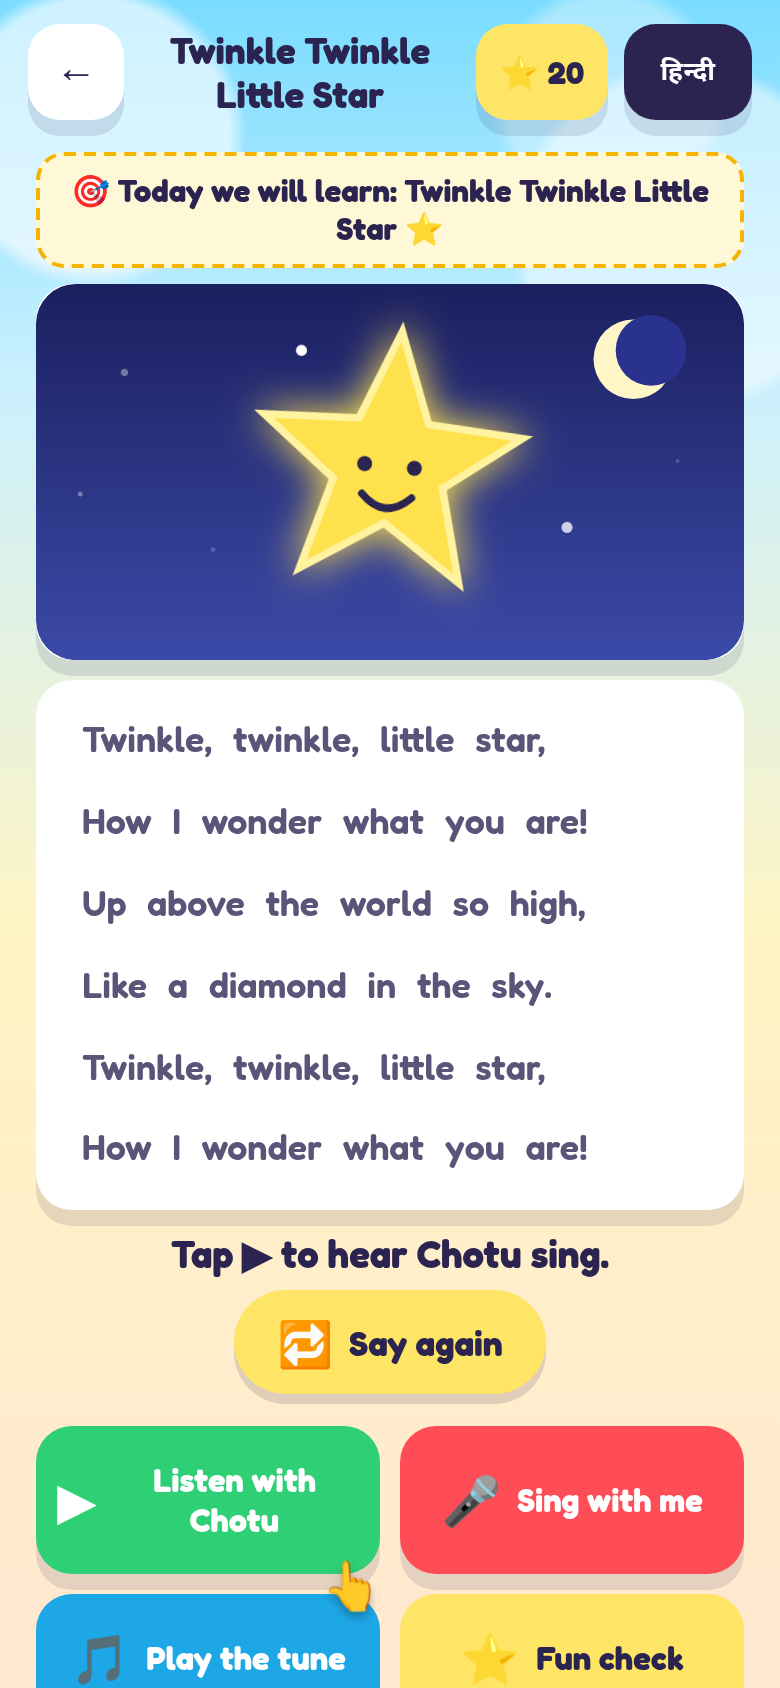 ←
Twinkle Twinkle
Little Star
⭐ 20
हिन्दी
🎯 Today we will learn: Twinkle Twinkle Little
Star ⭐
Twinkle, twinkle, little star,
How I wonder what you are!
Up above the world so high,
Like a diamond in the sky.
Twinkle, twinkle, little star,
How I wonder what you are!
Tap ▶ to hear Chotu sing.
🔁 Say again
▶ Listen with
Chotu
🎤 Sing with me
🎵 Play the tune
⭐ Fun check